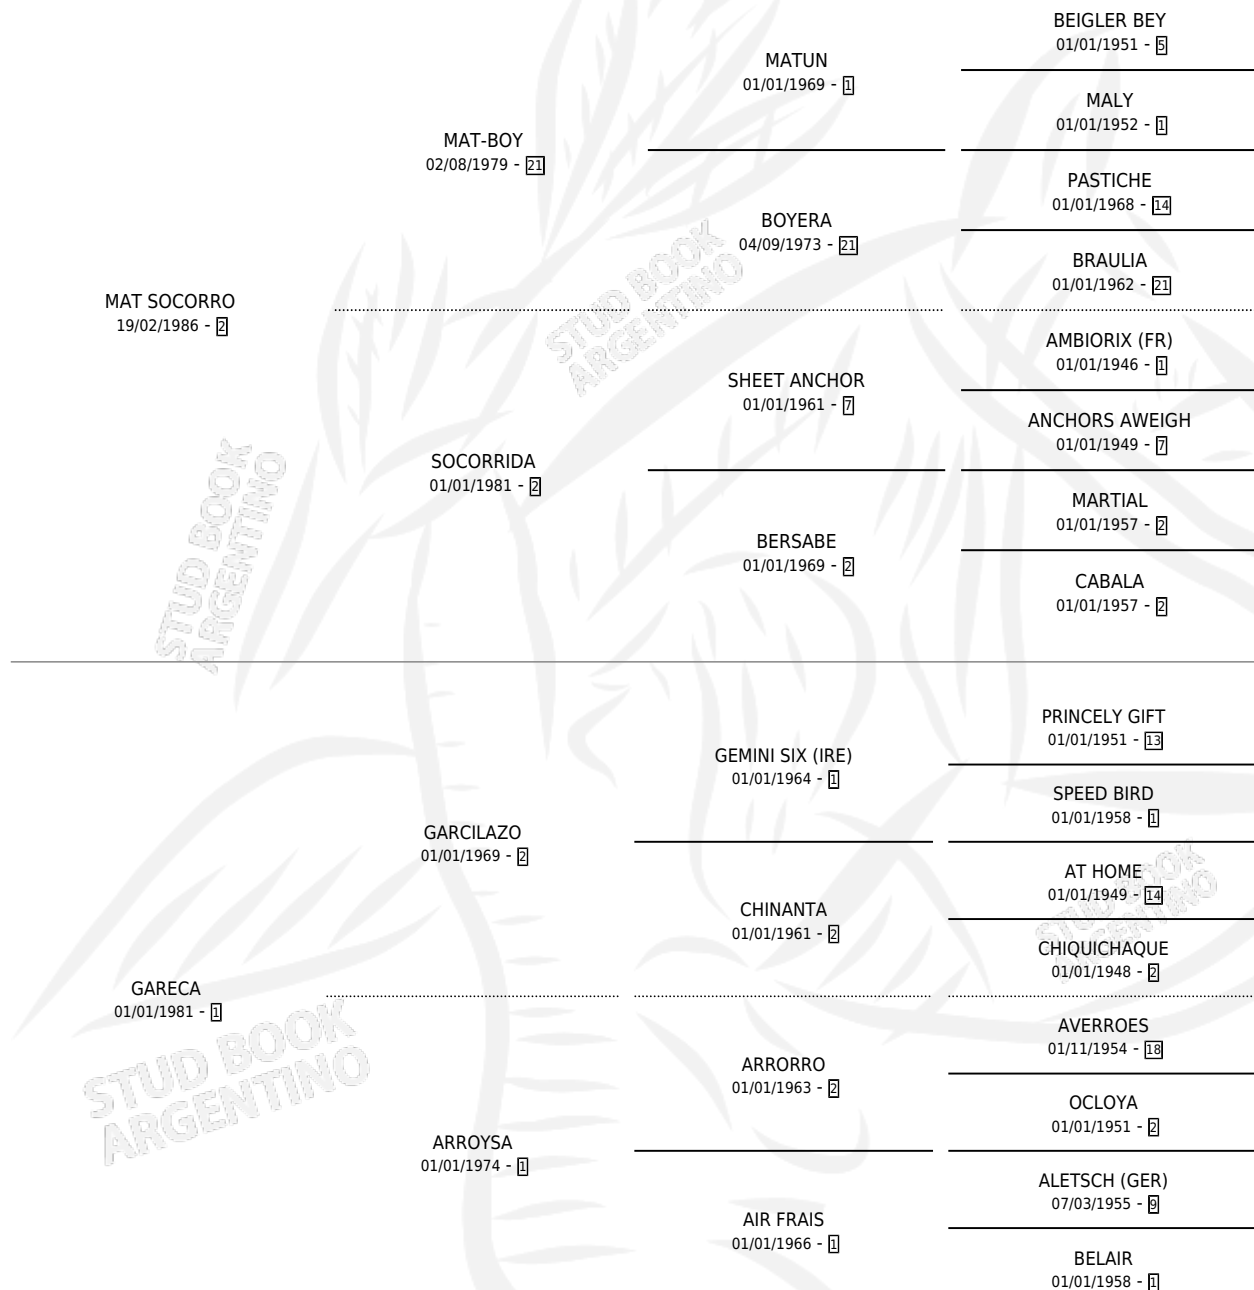 BEIGLER BEY
01/01/1951 - 5
MATUN
01/01/1969 - 1
MALY
01/01/1952 - 1
MAT-BOY
02/08/1979 - 21
PASTICHE
01/01/1968 - 14
BOYERA
04/09/1973 - 21
BRAULIA
01/01/1962 - 21
MAT SOCORRO
19/02/1986 - 2
STUD BOOK
ARGENTINO
AMBIORIX (FR)
01/01/1946 - 1
SHEET ANCHOR
01/01/1961 - 7
ANCHORS AWEIGH
01/01/1949 - 7
SOCORRIDA
01/01/1981 - 2
MARTIAL
01/01/1957 - 2
BERSABE
01/01/1969 - 2
CABALA
01/01/1957 - 2
STUD BOOK
ARGENTINO
PRINCELY GIFT
01/01/1951 - 13
GEMINI SIX (IRE)
01/01/1964 - 1
SPEED BIRD
01/01/1958 - 1
GARCILAZO
01/01/1969 - 2
AT HOME
01/01/1949 - 14
CHINANTA
01/01/1961 - 2
CHIQUICHAQUE
01/01/1948 - 2
STUD BOOK
ARGENTINO
GARECA
01/01/1981 - 1
AVERROES
01/11/1954 - 18
ARRORRO
01/01/1963 - 2
OCLOYA
01/01/1951 - 2
STUD BOOK
ARGENTINO
ARROYSA
01/01/1974 - 1
ALETSCH (GER)
07/03/1955 - 9
AIR FRAIS
01/01/1966 - 1
BELAIR
01/01/1958 - 1